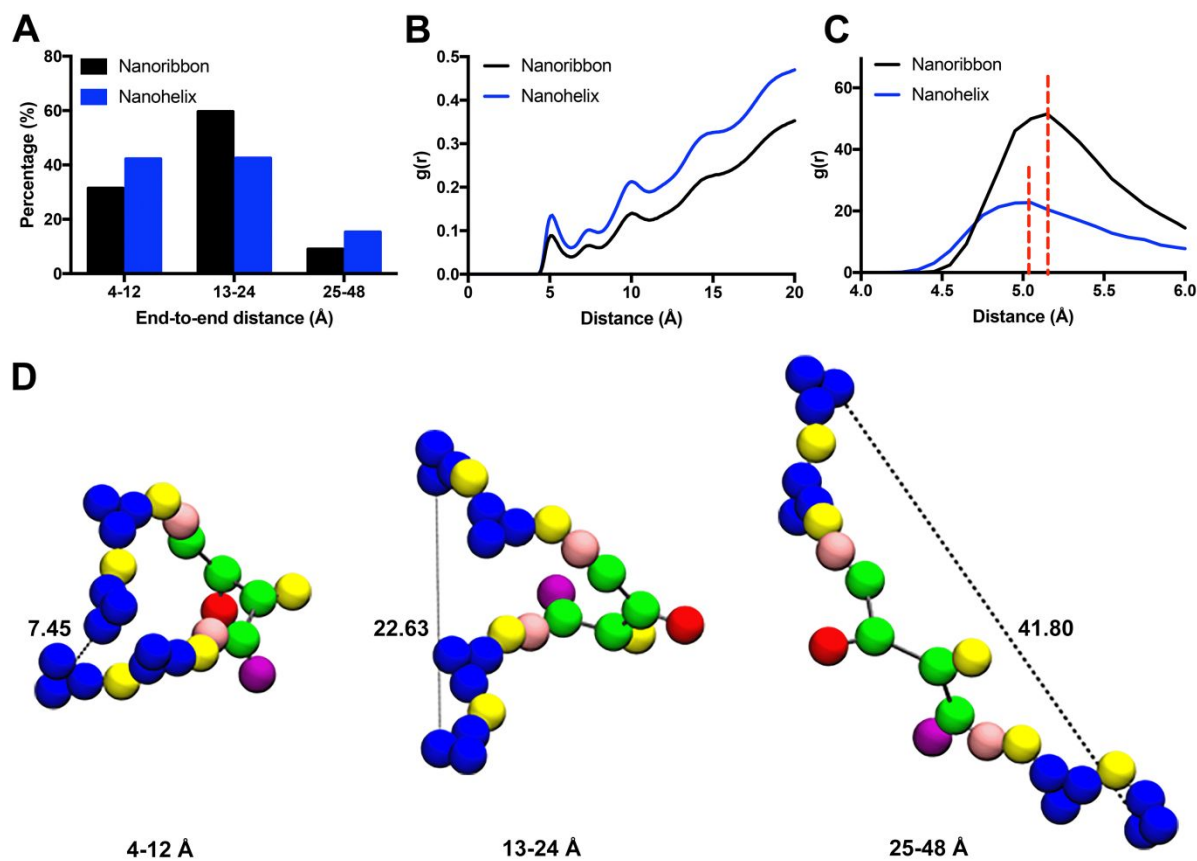 A
Percentage (%)
80
60
40
20
0
Nanoribbon
Nanohelix
4-12
13-24
25-48
End-to-end distance (Å)
B
g(r)
0.5
0.4
0.3
0.2
0.1
0.0
Nanoribbon
Nanohelix
0
5
10
15
20
Distance (Å)
C
g(r)
60
40
20
0
Nanoribbon
Nanohelix
4.0
4.5
5.0
5.5
6.0
Distance (Å)
D
7.45
22.63
41.80
4-12 Å
13-24 Å
25-48 Å